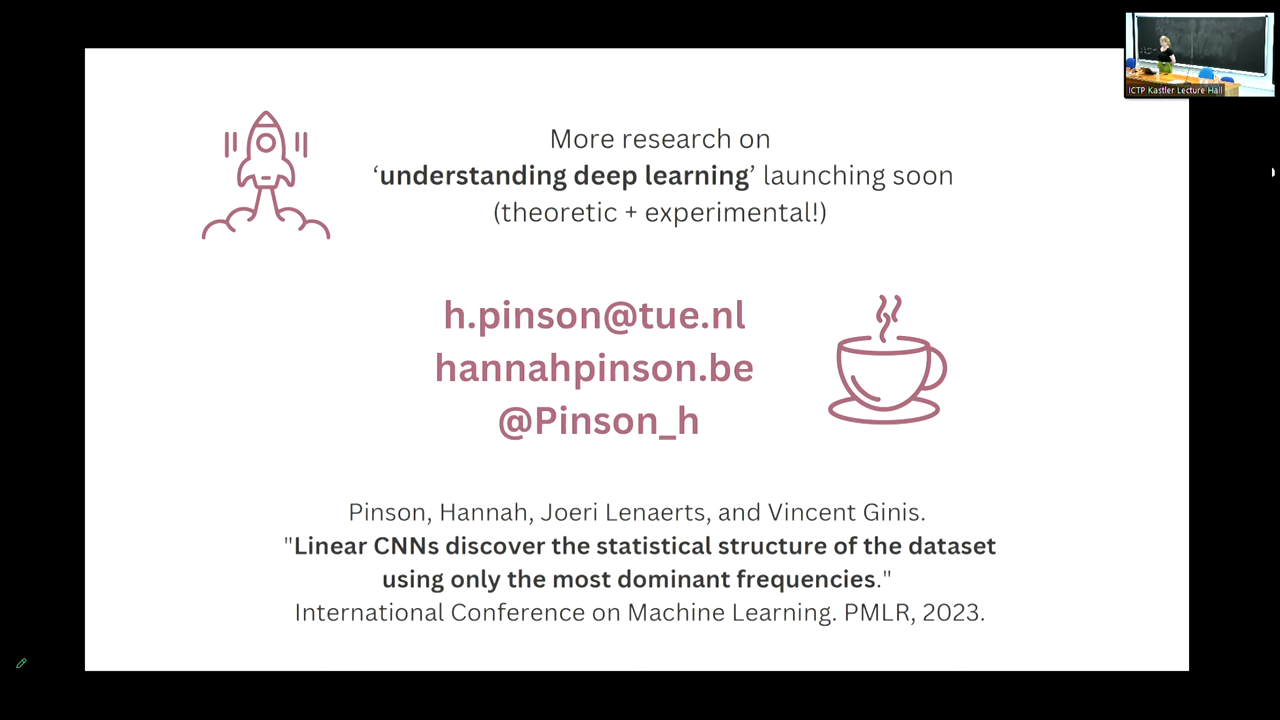 ICTP Kastler Lecture Hall
More research on
‘understanding deep learning’ launching soon
(theoretic + experimental!)
h.pinson@tue.nl
hannahpinson.be
@Pinson_h
Pinson, Hannah, Joeri Lenaerts, and Vincent Ginis.
"Linear CNNs discover the statistical structure of the dataset
using only the most dominant frequencies."
International Conference on Machine Learning. PMLR, 2023.